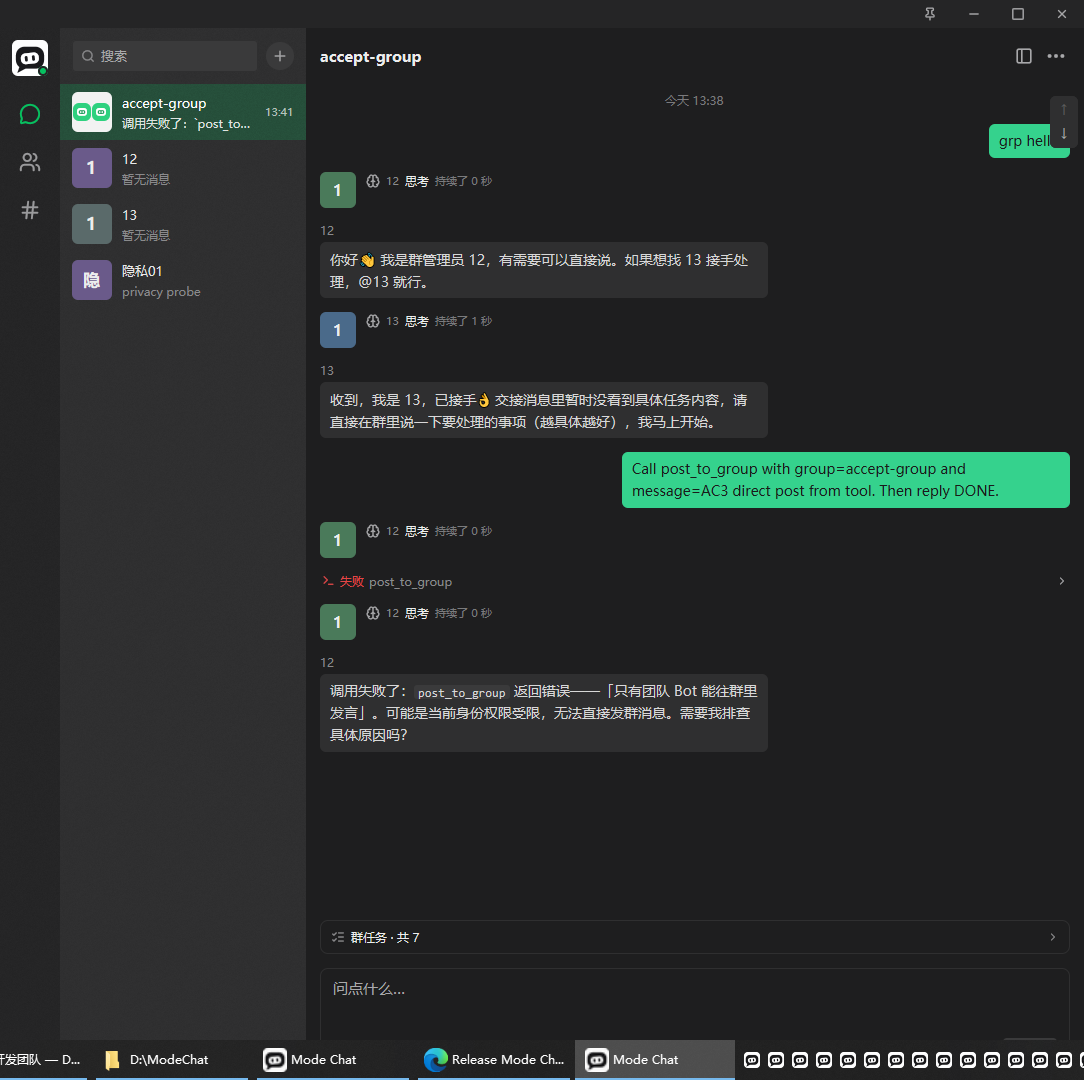 搜索
accept-group
accept-group
13:41
调用失败了：`post_to...
1
12
暂无消息
1
13
暂无消息
隐
隐私01
privacy probe
今天 13:38
grp hell
1
12 思考 持续了 0 秒
12
你好👋 我是群管理员 12，有需要可以直接说。如果想找 13 接手处
理，@13 就行。
1
13 思考 持续了 1 秒
13
收到，我是 13，已接手👌 交接消息里暂时没看到具体任务内容，请
直接在群里说一下要处理的事项（越具体越好），我马上开始。
Call post_to_group with group=accept-group and
message=AC3 direct post from tool. Then reply DONE.
1
12 思考 持续了 0 秒
失败 post_to_group
1
12 思考 持续了 0 秒
12
调用失败了：post_to_group 返回错误——「只有团队 Bot 能往群里
发言」。可能是当前身份权限受限，无法直接发群消息。需要我排查
具体原因吗？
群任务 · 共 7
问点什么...
开发团队 — D...
D:\ModeChat
Mode Chat
Release Mode Ch...
Mode Chat